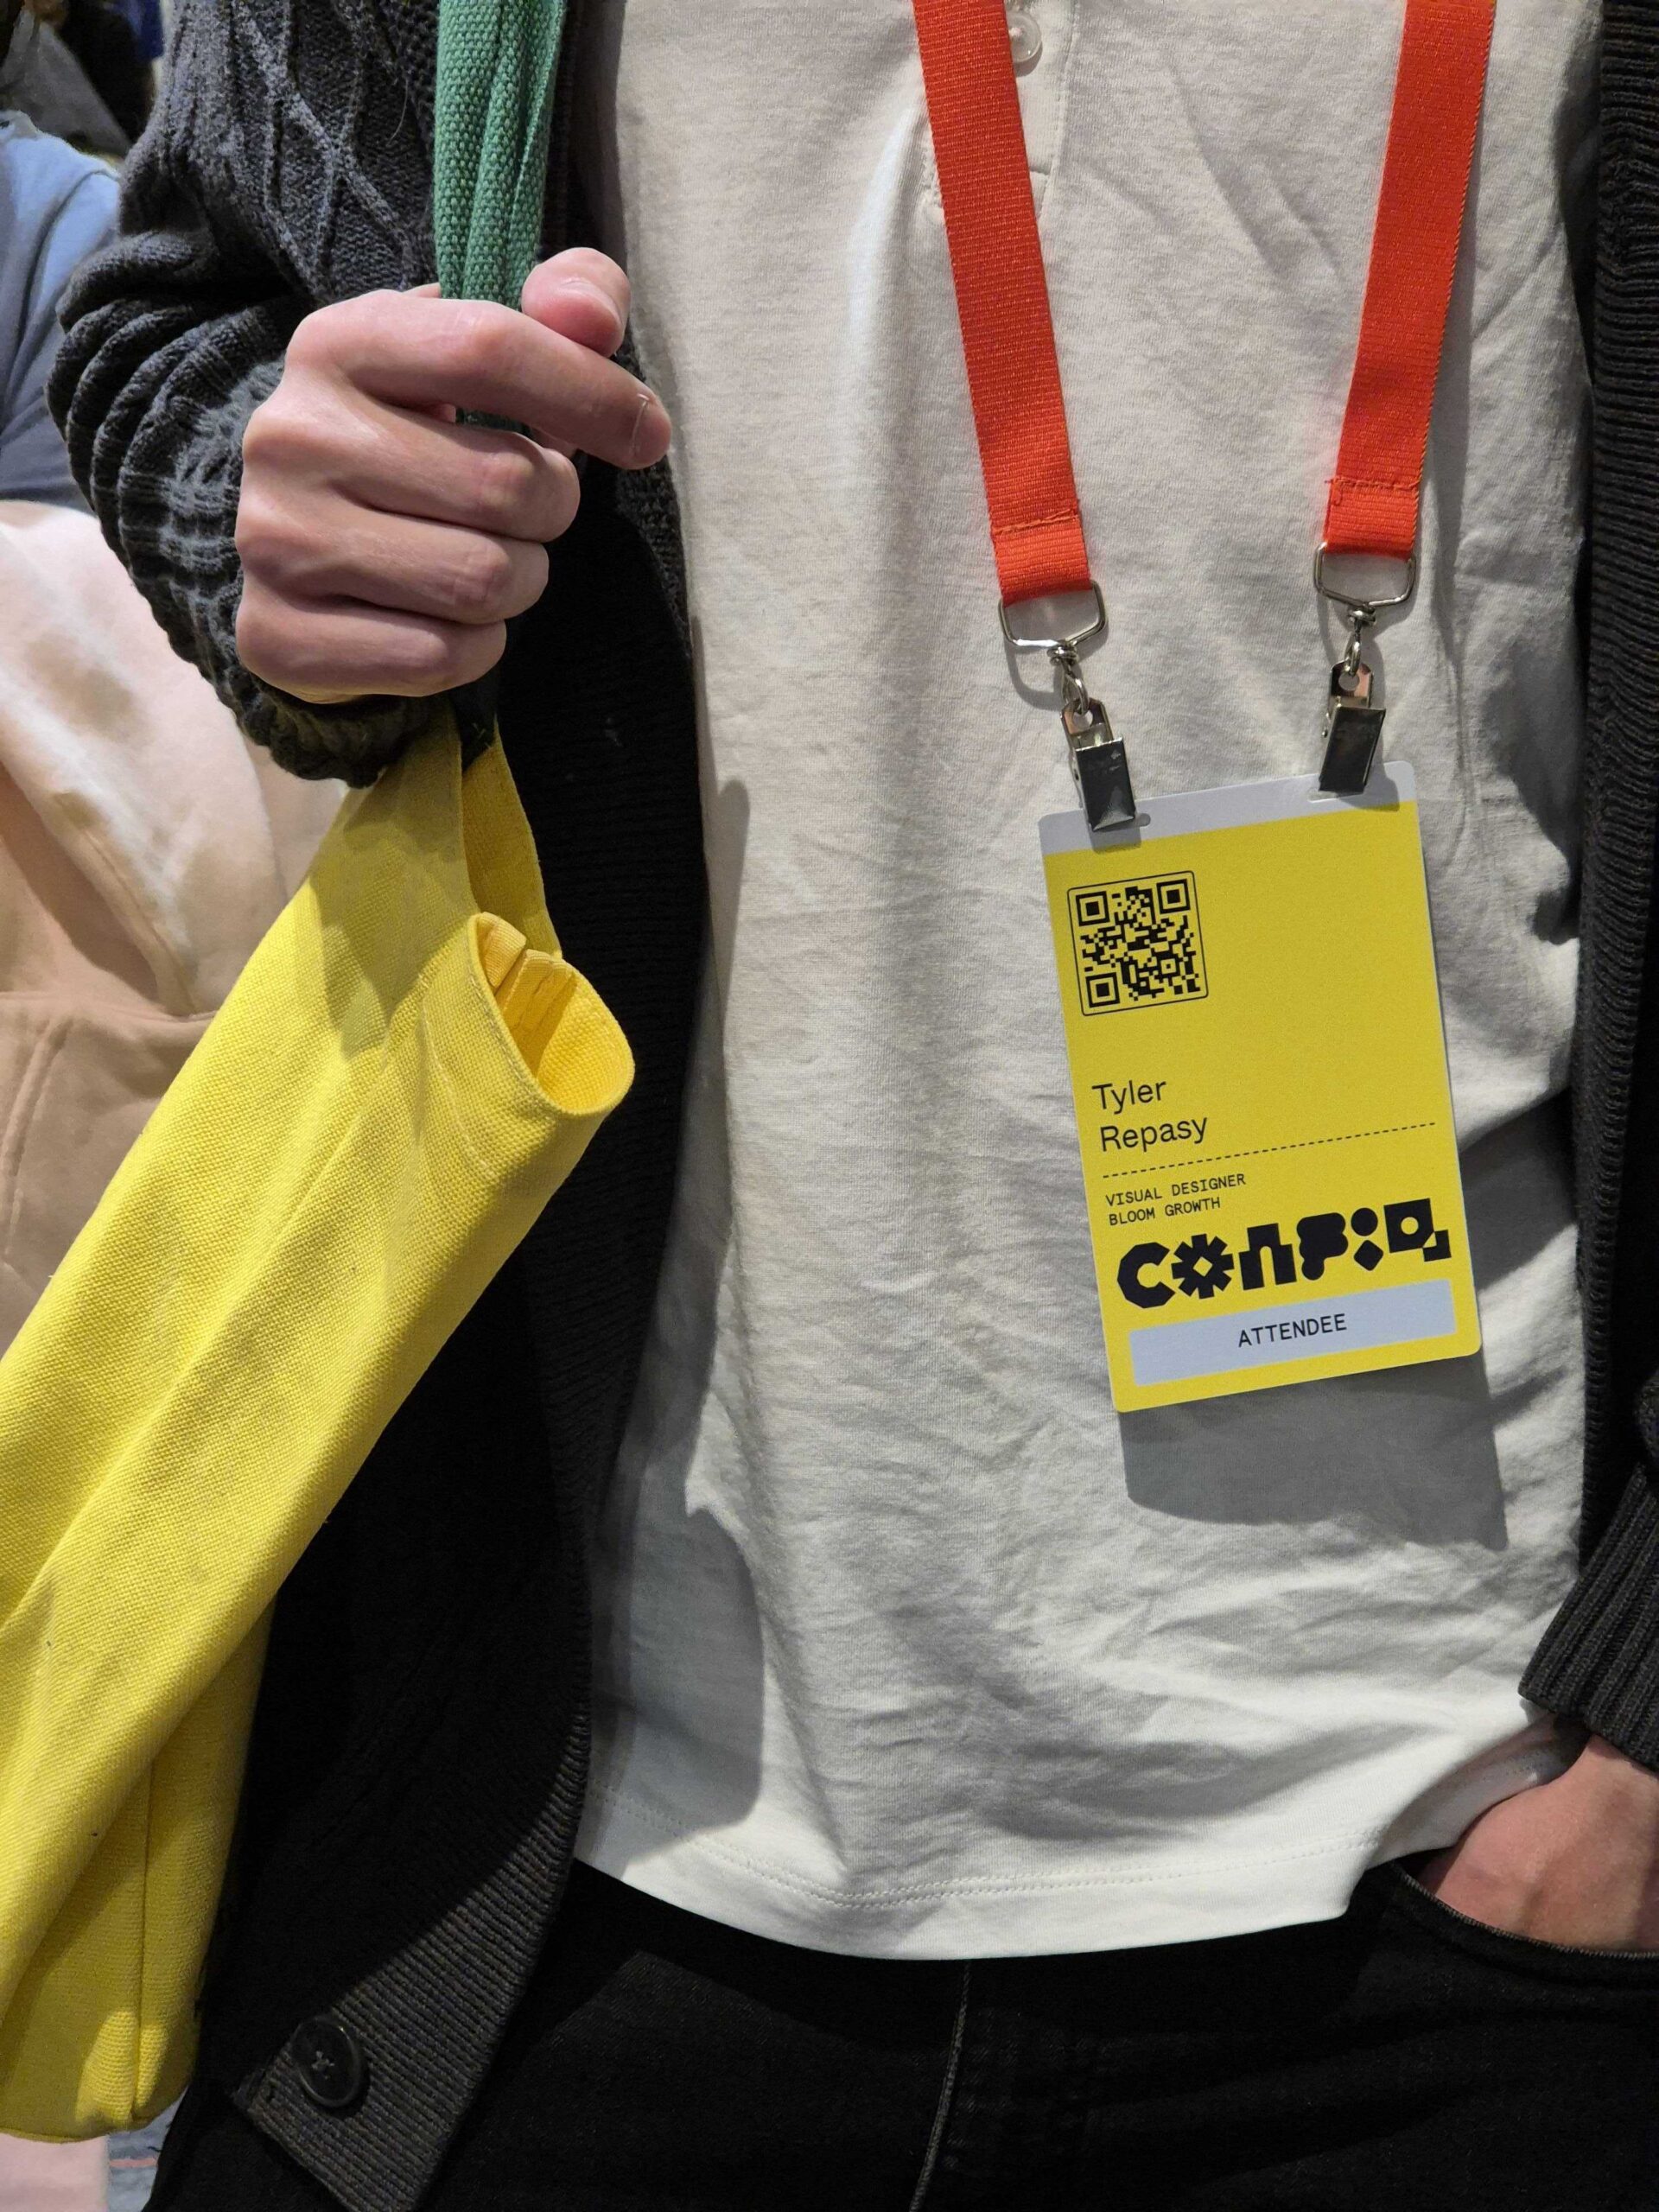 Tyler
Repasy
VISUAL DESIGNER
BLOOM GROWTH
CONFIG
ATTENDEE